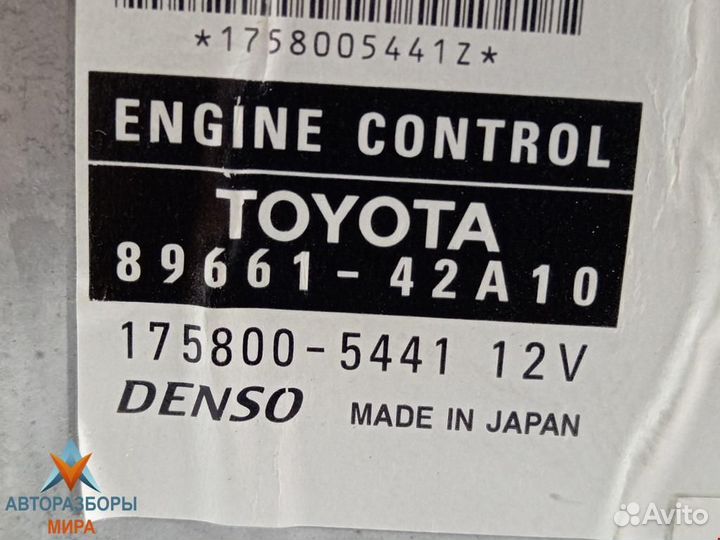 *1758005441Z*
ENGINE CONTROL
TOYOTA
89661-42A10
175800-5441 12V
DENSO MADE IN JAPAN
АВТОРАЗБОРЫ
МИРА
Avito